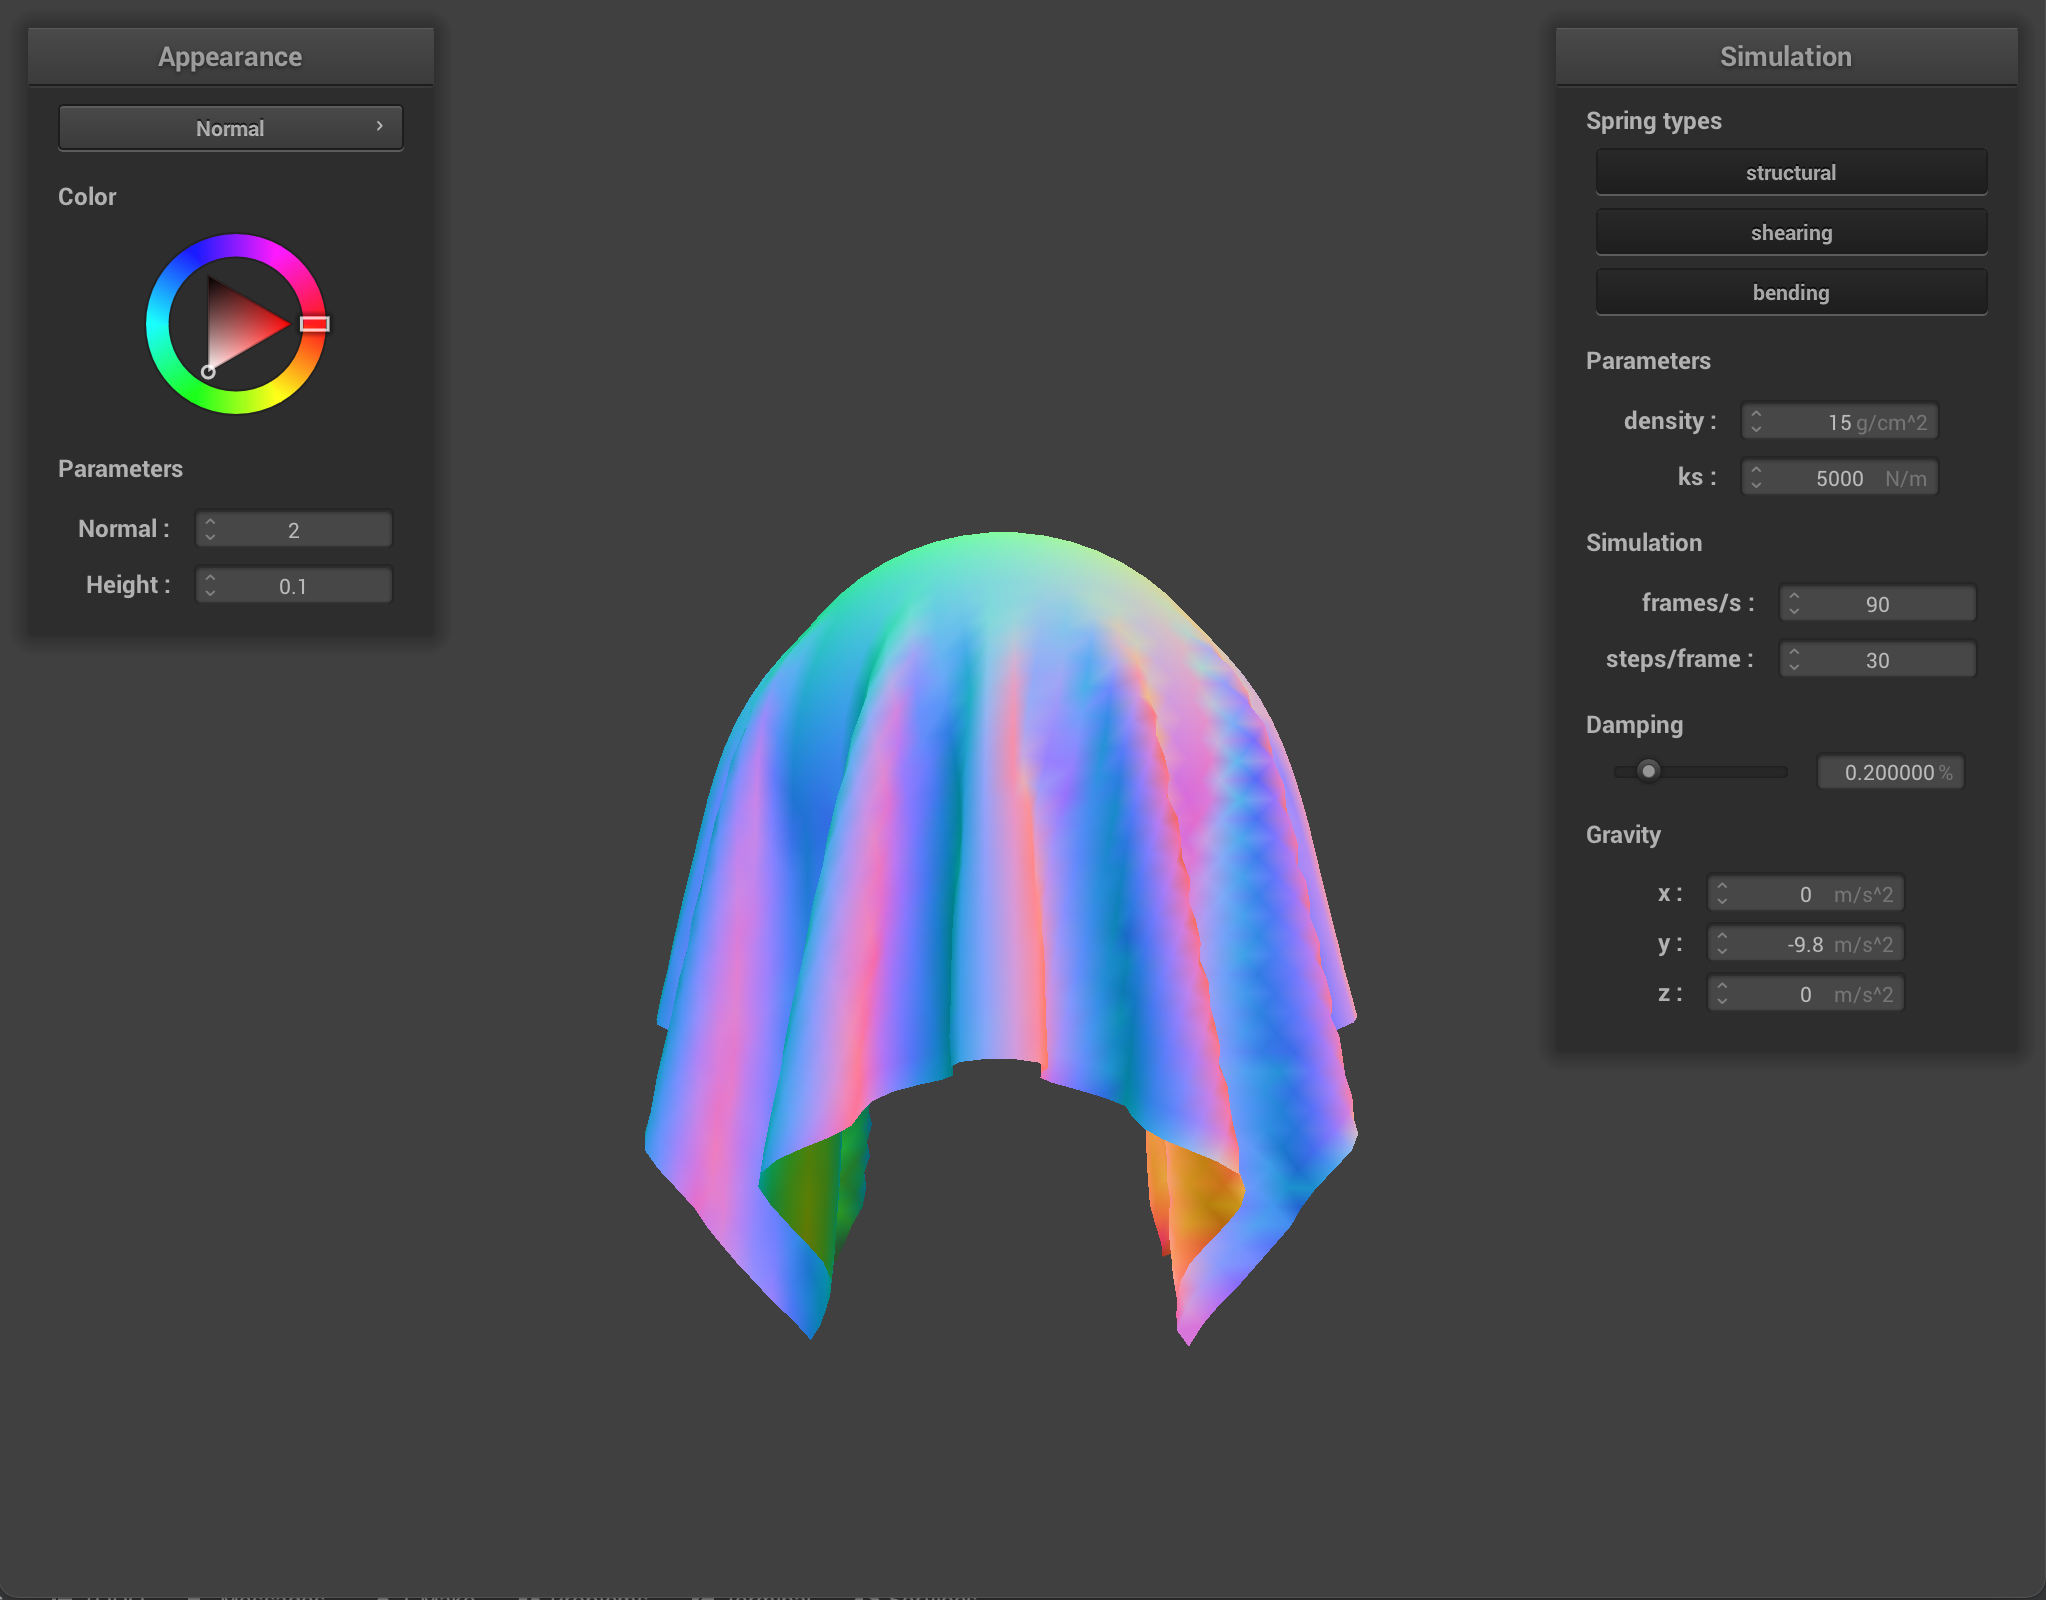 Appearance
Normal
Color
Parameters
Normal : 2
Height : 0.1
Simulation
Spring types
structural
shearing
bending
Parameters
density : 15 g/cm^2
ks : 5000 N/m
Simulation
frames/s : 90
steps/frame : 30
Damping
0.200000 %
Gravity
x : 0 m/s^2
y : -9.8 m/s^2
z : 0 m/s^2